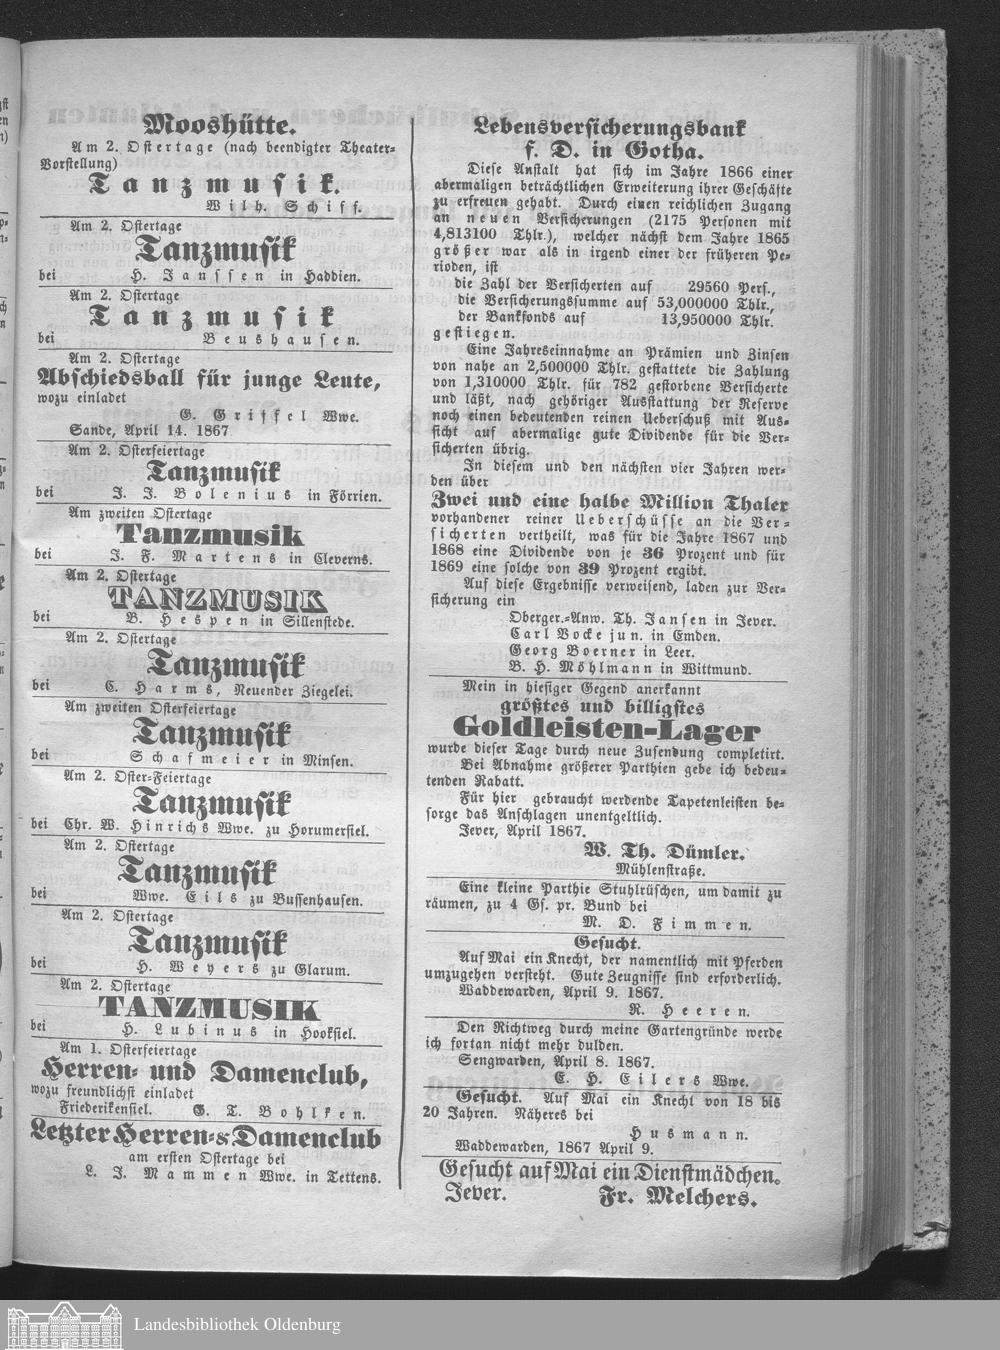 Mooshütte.
Am 2. Ostertage (nach beendigter Theater-
Vorstellung)
Tanzmusik.
Wilh. Schiff.
Am 2. Ostertage
Tanzmusik
bei H. Janssen in Haddien.
Am 2. Ostertage
Tanzmusik
bei Beushausen.
Am 2. Ostertage
Abschiedsball für junge Leute,
wozu einladet
G. Griffel Wwe.
Sande, April 14. 1867
Am 2. Osterfeiertage
Tanzmusik
bei J. J. Bolenius in Förrien.
Am zweiten Ostertage
Tanzmusik
bei J. F. Martens in Cleverns.
Am 2. Ostertage
TANZMUSIK
bei B. Hespen in Sillenstede.
Am 2. Ostertage
Tanzmusik
bei C. Harms, Neuender Ziegelei.
Am zweiten Osterfeiertage
Tanzmusik
bei Schafmeier in Minsen.
Am 2. Oster-Feiertage
Tanzmusik
bei Chr. W. Hinrichs Wwe. zu Horumersiel.
Am 2. Ostertage
Tanzmusik
bei Wwe. Eils zu Bussenhausen.
Am 2. Ostertage
Tanzmusik
bei H. Weyers zu Glarum.
Am 2. Ostertage
TANZMUSIK
bei H. Lubinus in Hooksiel.
Am 1. Osterfeiertage
Herren- und Damenclub,
wozu freundlichst einladet
Friederikensiel. G. T. Bohlken.
Letzter Herren- & Damenclub
am ersten Ostertage bei
L. J. Mammen Wwe. in Tettens.
Lebensversicherungsbank
f. D. in Gotha.
Diese Anstalt hat sich im Jahre 1866 einer
abermaligen beträchtlichen Erweiterung ihrer Geschäfte
zu erfreuen gehabt. Durch einen reichlichen Zugang
an neuen Versicherungen (2175 Personen mit
4,813100 Thlr.), welcher nächst dem Jahre 1865
größer war als in irgend einer der früheren Pe-
rioden, ist
die Zahl der Versicherten auf 29560 Pers.,
die Versicherungssumme auf 53,000000 Thlr.,
der Bankfonds auf 13,950000 Thlr.
gestiegen.
Eine Jahreseinnahme an Prämien und Zinsen
von nahe an 2,500000 Thlr. gestattete die Zahlung
von 1,310000 Thlr. für 782 gestorbene Versicherte
und läßt, nach gehöriger Ausstattung der Reserve
noch einen bedeutenden reinen Ueberschuß mit Aus-
sicht auf abermalige gute Dividende für die Ver-
sicherten übrig.
In diesem und den nächsten vier Jahren wer-
den über
Zwei und eine halbe Million Thaler
vorhandener reiner Ueberschüsse an die Ver-
sicherten vertheilt, was für die Jahre 1867 und
1868 eine Dividende von je 36 Prozent und für
1869 eine solche von 39 Prozent ergibt.
Auf diese Ergebnisse verweisend, laden zur Ver-
sicherung ein
Oberger.-Anw. Th. Jansen in Jever.
Carl Bocke jun. in Emden.
Georg Boerner in Leer.
B. H. Möhlmann in Wittmund.
Mein in hiesiger Gegend anerkannt
größtes und billigstes
Goldleisten-Lager
wurde dieser Tage durch neue Zusendung completirt.
Bei Abnahme größerer Parthien gebe ich bedeu-
tenden Rabatt.
Für hier gebraucht werdende Tapetenleisten be-
sorge das Anschlagen unentgeltlich.
Jever, April 1867.
W. Th. Dümler.
Mühlenstraße.
Eine kleine Parthie Stuhlrüschen, um damit zu
räumen, zu 4 Gs. pr. Bund bei
M. D. Fimmen.
Gesucht.
Auf Mai ein Knecht, der namentlich mit Pferden
umzugehen versteht. Gute Zeugnisse sind erforderlich.
Waddewarden, April 9. 1867.
R. Heeren.
Den Richtweg durch meine Gartengründe werde
ich fortan nicht mehr dulden.
Sengwarden, April 8. 1867.
E. H. Eilers Wwe.
Gesucht. Auf Mai ein Knecht von 18 bis
20 Jahren. Näheres bei
Husmann.
Waddewarden, 1867 April 9.
Gesucht auf Mai ein Dienstmädchen.
Jever. Fr. Melchers.
Landesbibliothek Oldenburg